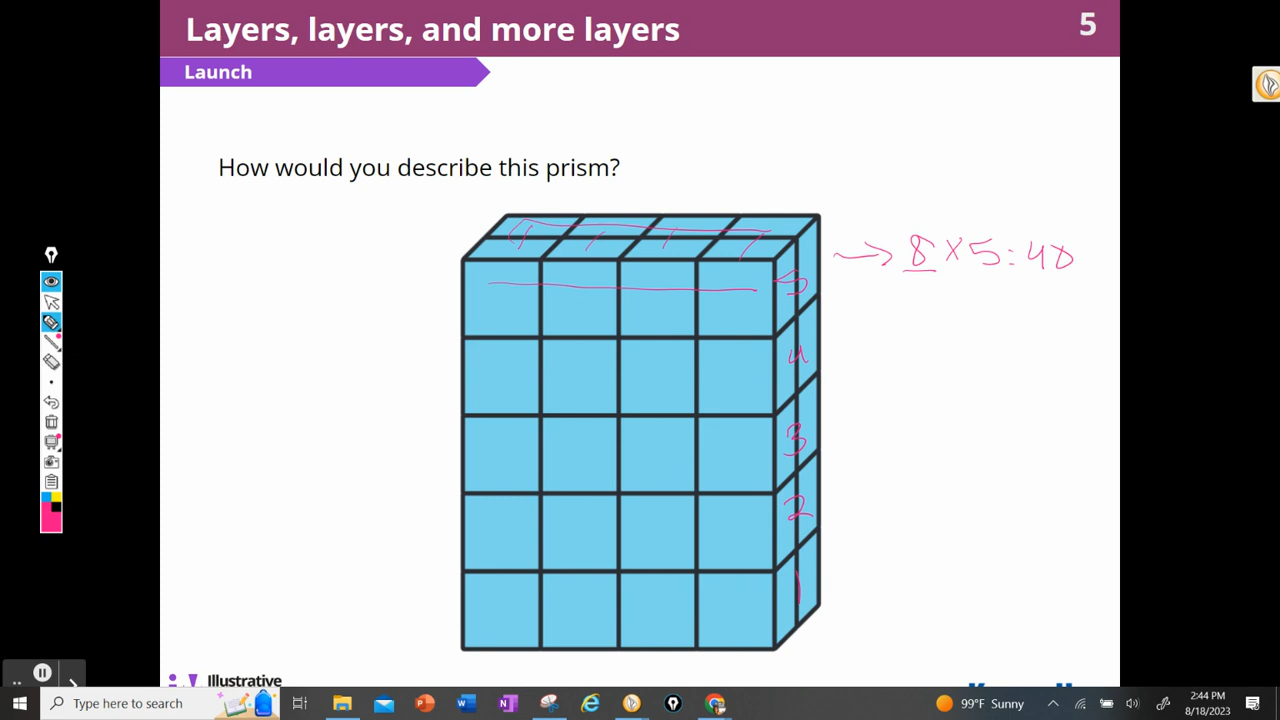 Layers, layers, and more layers
5
Launch
How would you describe this prism?
→ 8 × 5 : 40
5
4
3
2
1
Illustrative
Type here to search
99°F Sunny
2:44 PM
8/18/2023